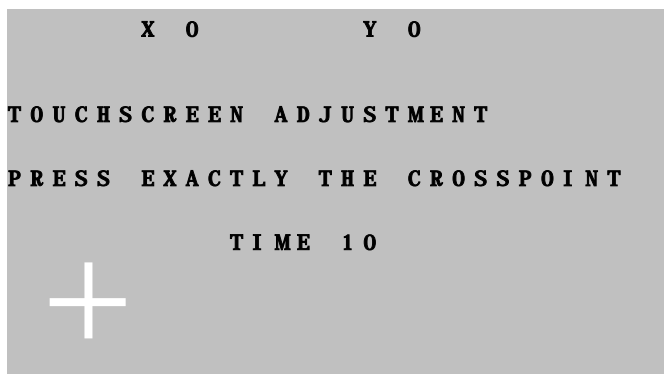 X 0 Y 0
TOUCHSCREEN ADJUSTMENT
PRESS EXACTLY THE CROSSPOINT
TIME 10